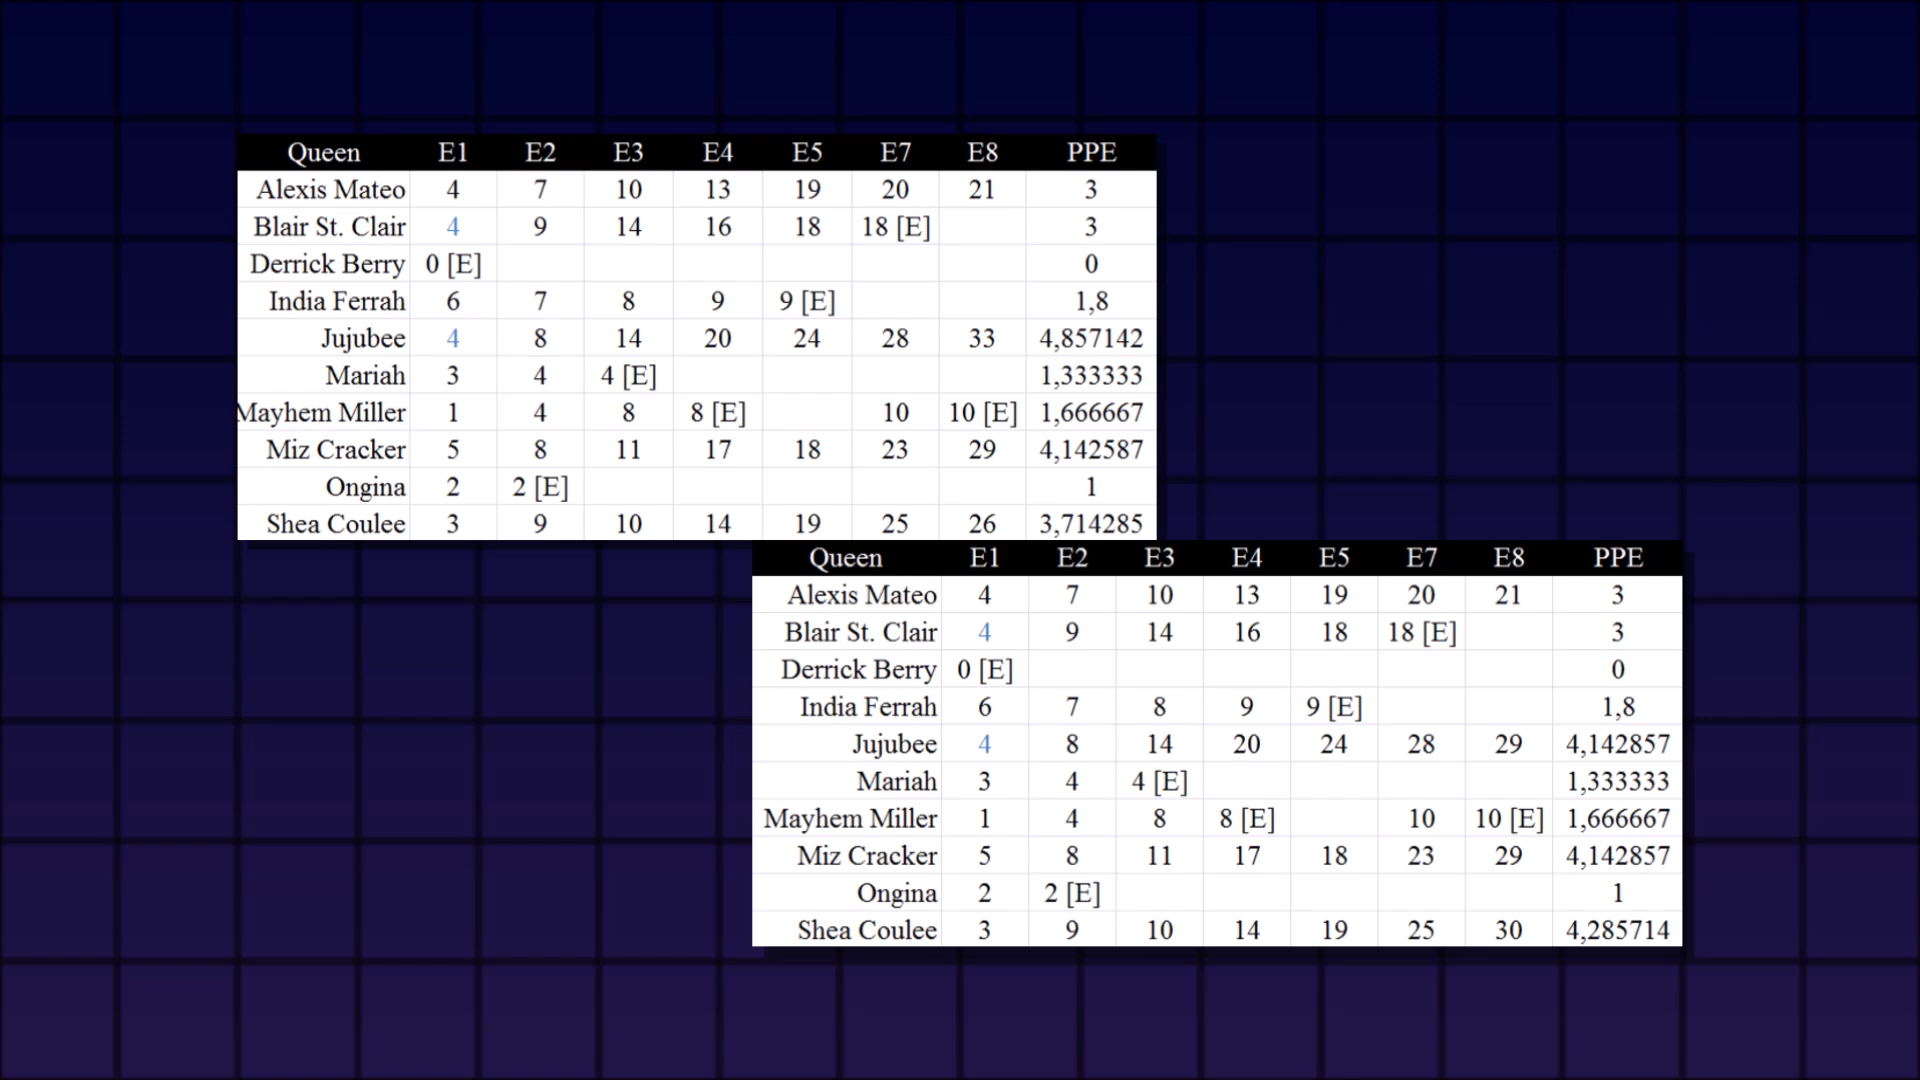 Queen E1 E2 E3 E4 E5 E7 E8 PPE
Alexis Mateo 4 7 10 13 19 20 21 3
Blair St. Clair 4 9 14 16 18 18 [E] 3
Derrick Berry 0 [E] 0
India Ferrah 6 7 8 9 9 [E] 1,8
Jujubee 4 8 14 20 24 28 33 4,857142
Mariah 3 4 4 [E] 1,333333
Mayhem Miller 1 4 8 8 [E] 10 10 [E] 1,666667
Miz Cracker 5 8 11 17 18 23 29 4,142587
Ongina 2 2 [E] 1
Shea Coulee 3 9 10 14 19 25 26 3,714285
Queen E1 E2 E3 E4 E5 E7 E8 PPE
Alexis Mateo 4 7 10 13 19 20 21 3
Blair St. Clair 4 9 14 16 18 18 [E] 3
Derrick Berry 0 [E] 0
India Ferrah 6 7 8 9 9 [E] 1,8
Jujubee 4 8 14 20 24 28 29 4,142857
Mariah 3 4 4 [E] 1,333333
Mayhem Miller 1 4 8 8 [E] 10 10 [E] 1,666667
Miz Cracker 5 8 11 17 18 23 29 4,142857
Ongina 2 2 [E] 1
Shea Coulee 3 9 10 14 19 25 30 4,285714